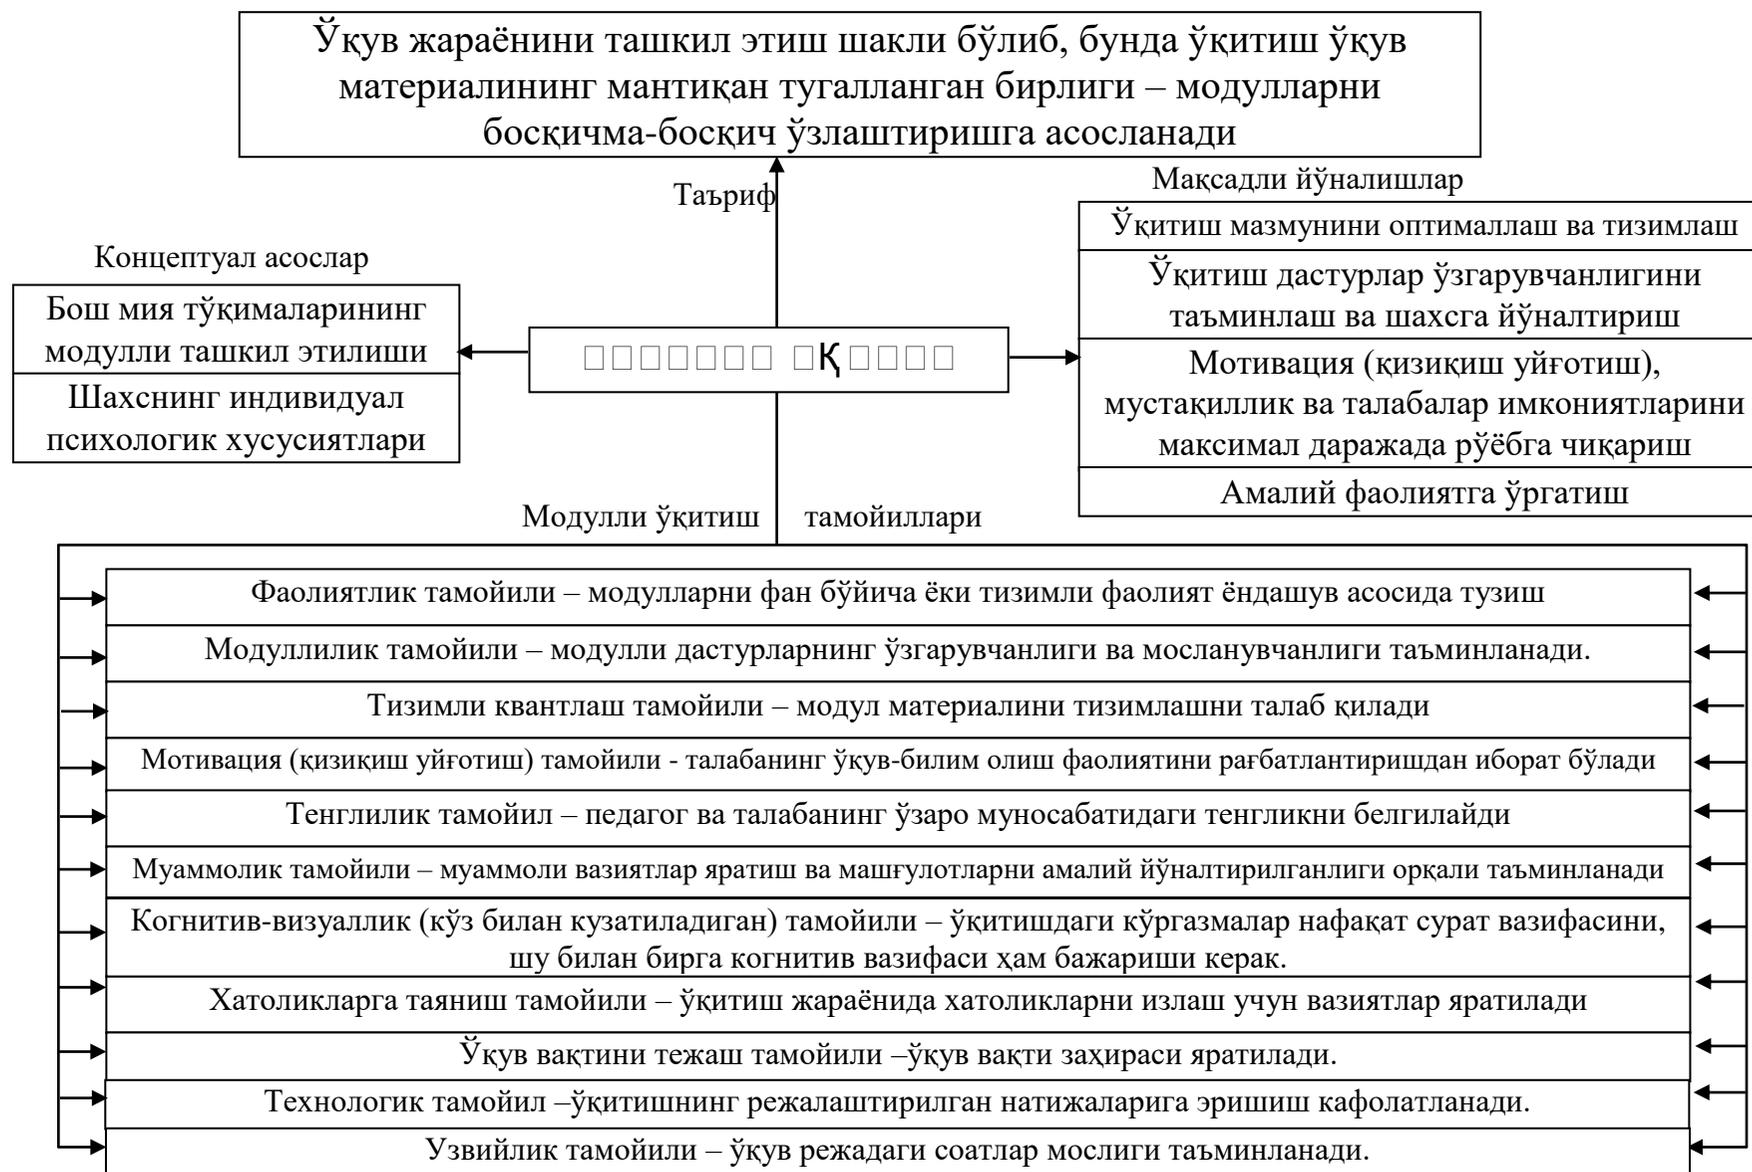 Ўқув жараёнини ташкил этиш шакли бўлиб, бунда ўқитиш ўқув
материалининг мантиқан тугалланган бирлиги – модулларни
босқичма-босқич ўзлаштиришга асосланади
Таъриф
Мақсадли йўналишлар
Ўқитиш мазмунини оптималлаш ва тизимлаш
Ўқитиш дастурлар ўзгарувчанлигини
таъминлаш ва шахсга йўналтириш
Мотивация (қизиқиш уйғотиш),
мустақиллик ва талабалар имкониятларини
максимал даражада рўёбга чиқариш
Амалий фаолиятга ўргатиш
Концептуал асослар
Бош мия тўқималарининг
модулли ташкил этилиши
Шахснинг индивидуал
психологик хусусиятлари
Модулли ўқитиш тамойиллари
Фаолиятлик тамойили – модулларни фан бўйича ёки тизимли фаолият ёндашув асосида тузиш
Модуллилик тамойили – модулли дастурларнинг ўзгарувчанлиги ва мосланувчанлиги таъминланади.
Тизимли квантлаш тамойили – модул материалини тизимлашни талаб қилади
Мотивация (қизиқиш уйғотиш) тамойили - талабанинг ўқув-билим олиш фаолиятини рағбатлантиришдан иборат бўлади
Тенглилик тамойил – педагог ва талабанинг ўзаро муносабатидаги тенгликни белгилайди
Муаммолик тамойили – муаммоли вазиятлар яратиш ва машғулотларни амалий йўналтирилганлиги орқали таъминланади
Когнитив-визуаллик (кўз билан кузатиладиган) тамойили – ўқитишдаги кўргазмалар нафақат сурат вазифасини,
шу билан бирга когнитив вазифаси ҳам бажариши керак.
Хатоликларга таяниш тамойили – ўқитиш жараёнида хатоликларни излаш учун вазиятлар яратилади
Ўқув вақтини тежаш тамойили –ўқув вақти заҳираси яратилади.
Технологик тамойил –ўқитишнинг режалаштирилган натижаларига эришиш кафолатланади.
Узвийлик тамойили – ўқув режадаги соатлар мослиги таъминланади.